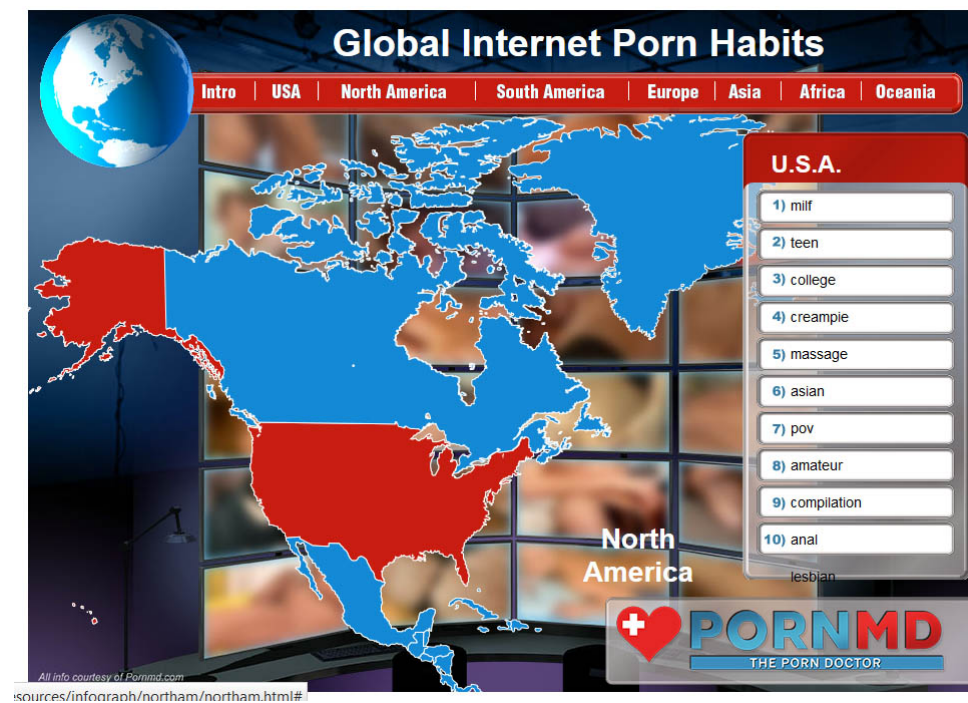 Global Internet Porn Habits
Intro | USA | North America | South America | Europe | Asia | Africa | Oceania
U.S.A.
1) milf
2) teen
3) college
4) creampie
5) massage
6) asian
7) pov
8) amateur
9) compilation
10) anal
lesbian
North
America
PORNMD
THE PORN DOCTOR
All info courtesy of Pornmd.com
sources/infograph/northam/northam.html#